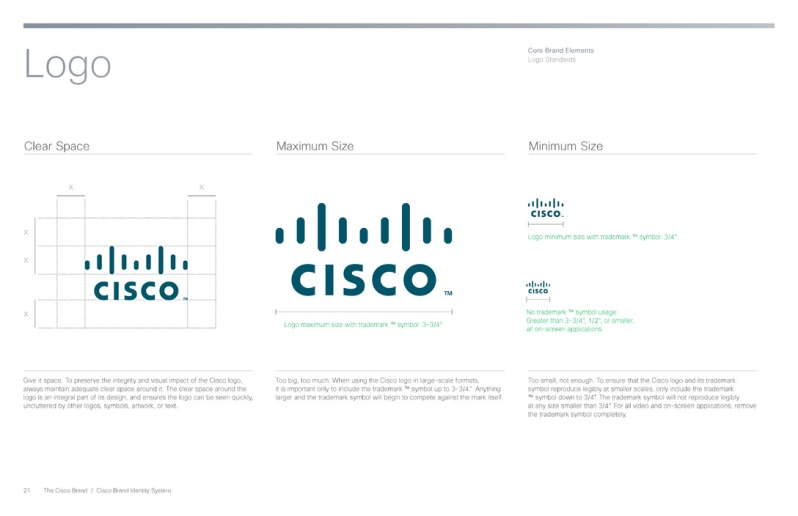 Logo
Core Brand Elements
Logo Standards
Clear Space
Maximum Size
Minimum Size
X
X
X
X
X
CISCO
™
CISCO
™
CISCO
Logo maximum size with trademark ™ symbol: 3-3/4"
Logo minimum size with trademark ™ symbol: 3/4"
CISCO
No trademark ™ symbol usage:
Greater than 3-3/4", 1/2", or smaller,
all on-screen applications
Give it space. To preserve the integrity and visual impact of the Cisco logo,
always maintain adequate clear space around it. The clear space around the
logo is an integral part of its design, and ensures the logo can be seen quickly,
uncluttered by other logos, symbols, artwork, or text.
Too big, too much. When using the Cisco logo in large-scale formats,
it is important only to include the trademark ™ symbol up to 3-3/4". Anything
larger and the trademark symbol will begin to compete against the mark itself.
Too small, not enough. To ensure that the Cisco logo and its trademark
symbol reproduce legibly at smaller scales, only include the trademark
™ symbol down to 3/4". The trademark symbol will not reproduce legibly
at any size smaller than 3/4". For all video and on-screen applications, remove
the trademark symbol completely.
21 The Cisco Brand / Cisco Brand Identity System